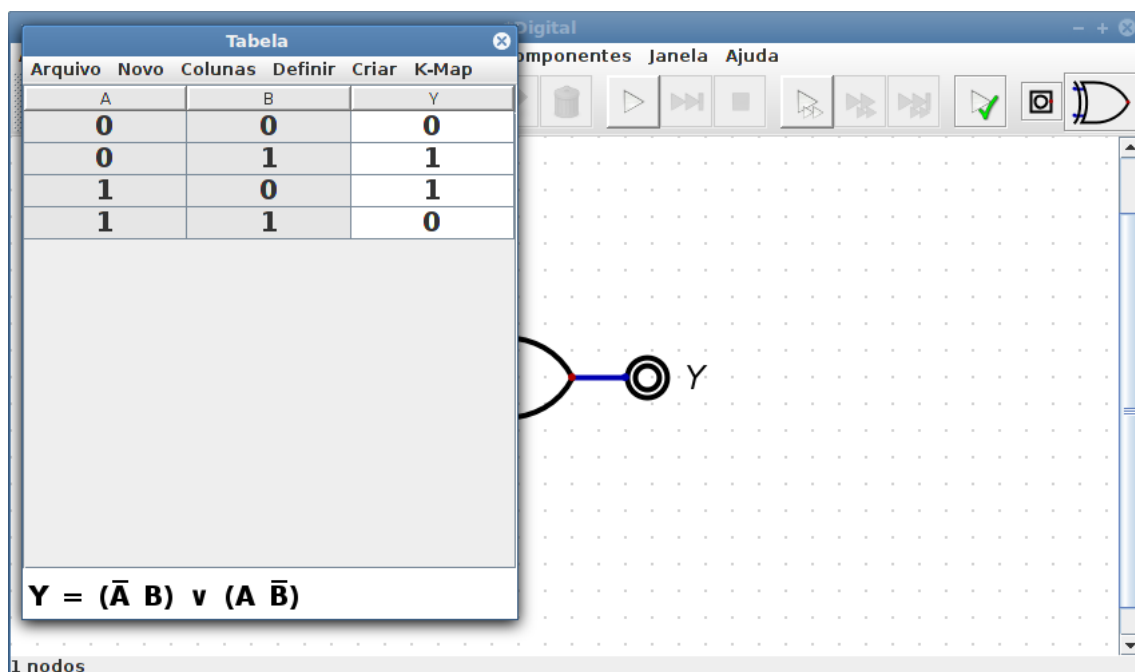 Digital
Tabela
omponentes Janela Ajuda
Arquivo Novo Colunas Definir Criar K-Map
A B Y
0 0 0
0 1 1
1 0 1
1 1 0
Y
Y = (A̅ B) ∨ (A B̅)
1 nodos